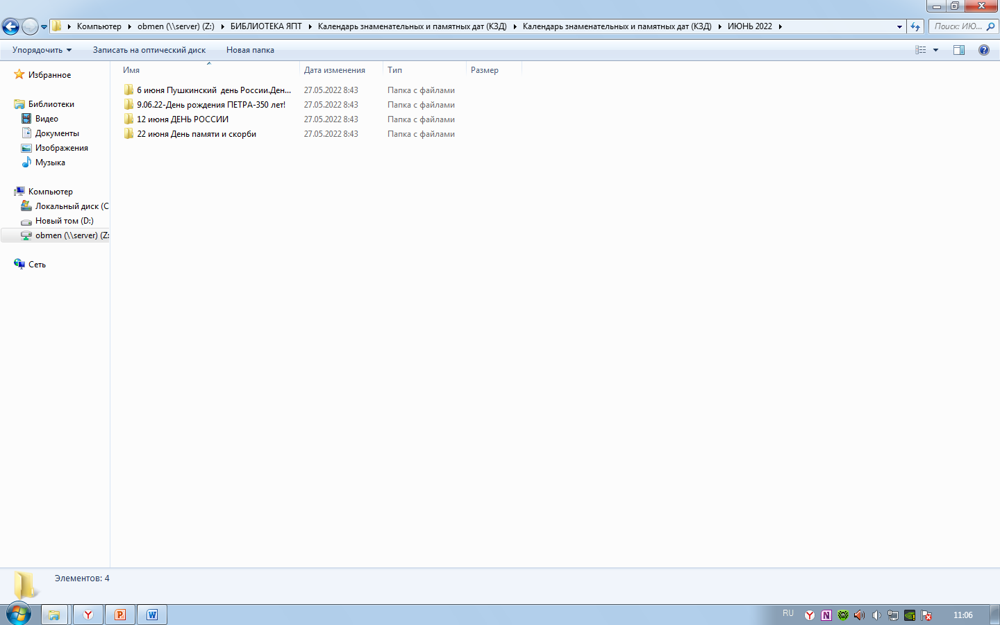 Компьютер obmen (\\server) (Z:) БИБЛИОТЕКА ЯПТ Календарь знаменательных и памятных дат (КЗД) Календарь знаменательных и памятных дат (КЗД) ИЮНЬ 2022 Поиск: ИЮ...
Упорядочить Записать на оптический диск Новая папка
Имя Дата изменения Тип Размер
6 июня Пушкинский день России.Ден... 27.05.2022 8:43 Папка с файлами
9.06.22-День рождения ПЕТРА-350 лет! 27.05.2022 8:43 Папка с файлами
12 июня ДЕНЬ РОССИИ 27.05.2022 8:43 Папка с файлами
22 июня День памяти и скорби 27.05.2022 8:43 Папка с файлами
Избранное
Библиотеки
Видео
Документы
Изображения
Музыка
Компьютер
Локальный диск (C
Новый том (D:)
obmen (\\server) (Z:
Сеть
Элементов: 4
RU 11:06